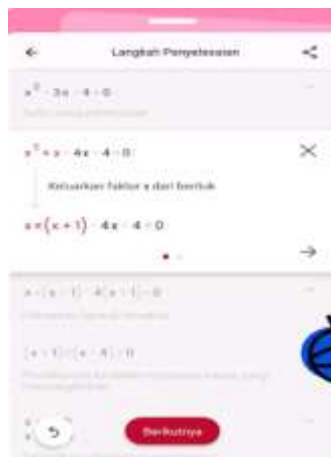 Langkah Penyelesaian
x² - 3x - 4 = 0
x² + x - 4x - 4 = 0
Keluarkan faktor x dari bentuk
x × (x + 1) - 4x - 4 = 0
x × (x + 1) - 4(x + 1) = 0
(x + 1) × (x - 4) = 0
Berikutnya